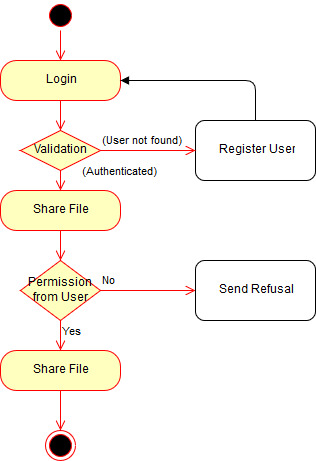 Login
Validation
(User not found)
Register User
(Authenticated)
Share File
Permission
from User
No
Send Refusal
Yes
Share File